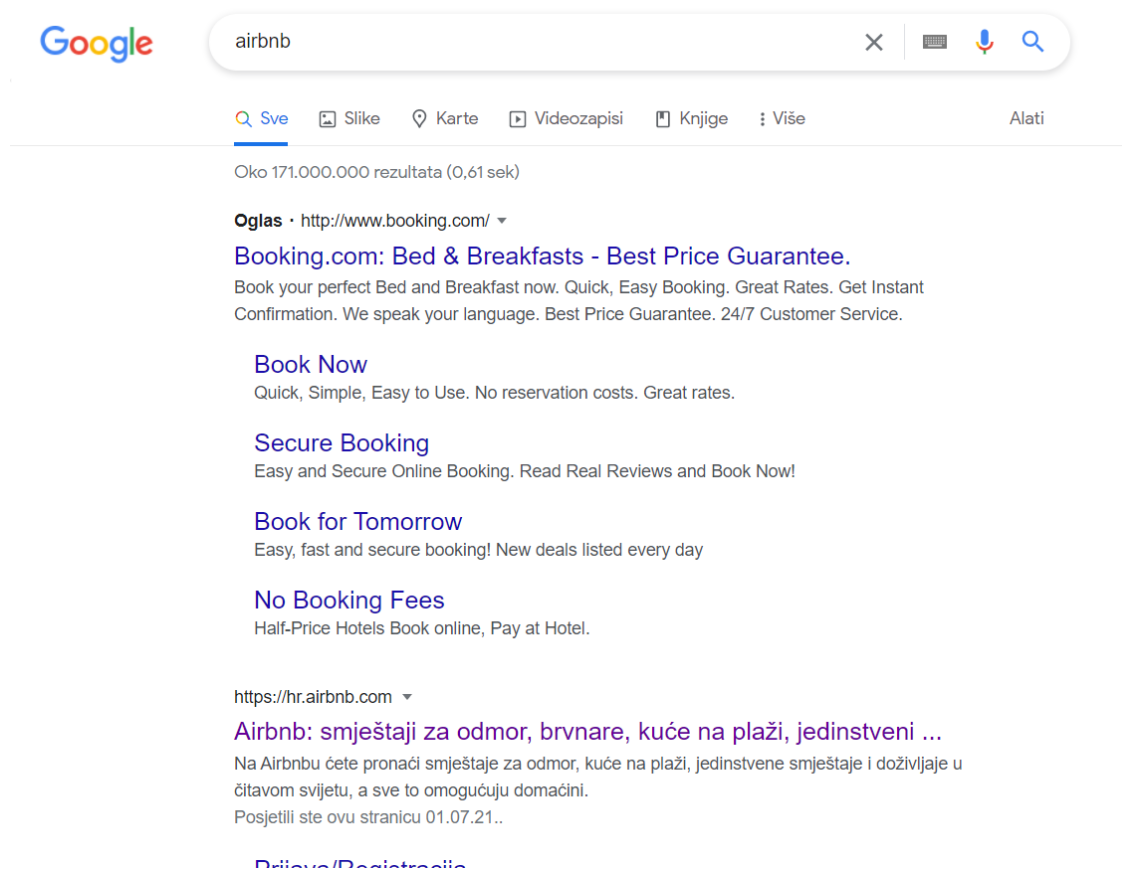 Google
airbnb
Sve Slike Karte Videozapisi Knjige Više Alati
Oko 171.000.000 rezultata (0,61 sek)
Oglas · http://www.booking.com/
Booking.com: Bed & Breakfasts - Best Price Guarantee.
Book your perfect Bed and Breakfast now. Quick, Easy Booking. Great Rates. Get Instant
Confirmation. We speak your language. Best Price Guarantee. 24/7 Customer Service.
Book Now
Quick, Simple, Easy to Use. No reservation costs. Great rates.
Secure Booking
Easy and Secure Online Booking. Read Real Reviews and Book Now!
Book for Tomorrow
Easy, fast and secure booking! New deals listed every day
No Booking Fees
Half-Price Hotels Book online, Pay at Hotel.
https://hr.airbnb.com
Airbnb: smještaji za odmor, brvnare, kuće na plaži, jedinstveni ...
Na Airbnbu ćete pronaći smještaje za odmor, kuće na plaži, jedinstvene smještaje i doživljaje u
čitavom svijetu, a sve to omogućuju domaćini.
Posjetili ste ovu stranicu 01.07.21..
Prijava/Registracija